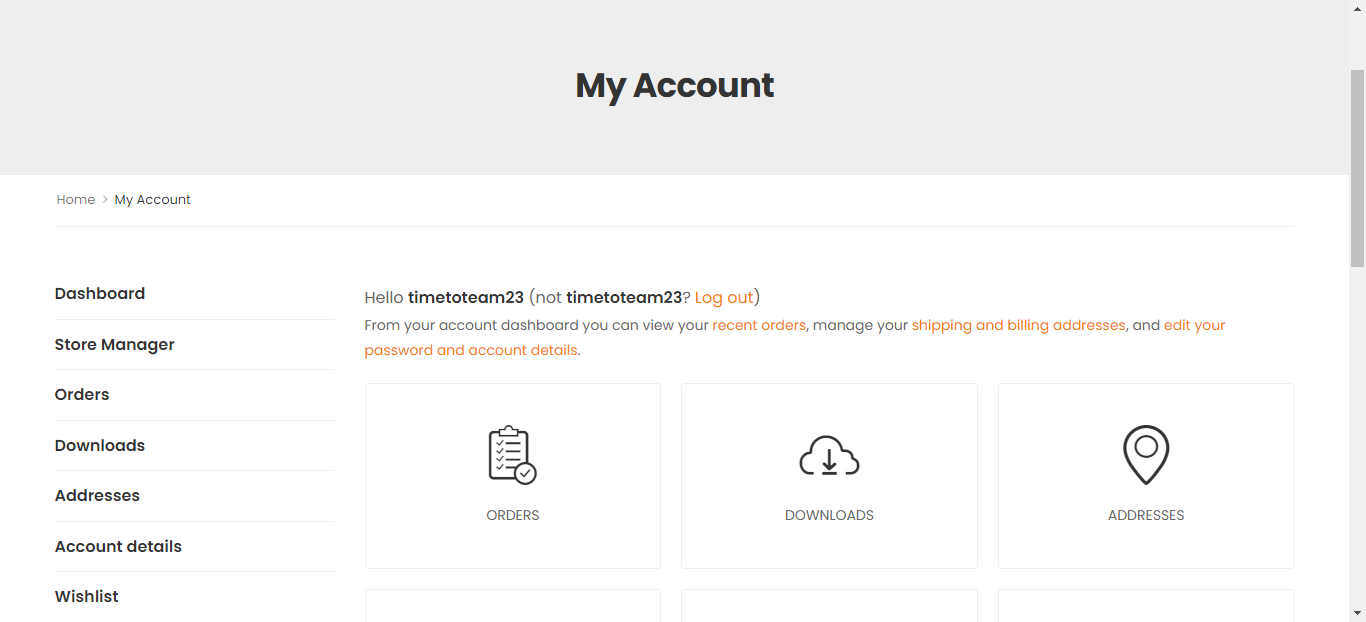 My Account
Home > My Account
Dashboard
Store Manager
Orders
Downloads
Addresses
Account details
Wishlist
Hello timetoteam23 (not timetoteam23? Log out)
From your account dashboard you can view your recent orders, manage your shipping and billing addresses, and edit your
password and account details.
ORDERS
DOWNLOADS
ADDRESSES